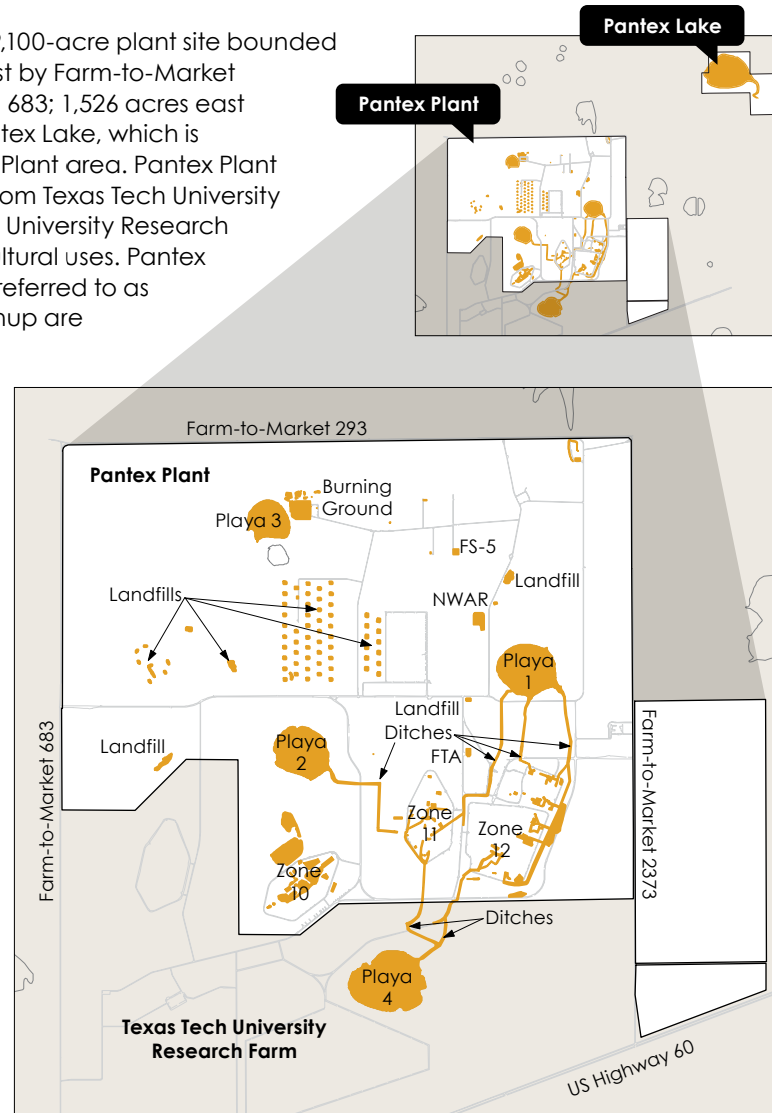 ,100-acre plant site bounded
st by Farm-to-Market
683; 1,526 acres east
tex Lake, which is
Plant area. Pantex Plant
om Texas Tech University
University Research
ltural uses. Pantex
referred to as
nup are
Pantex Lake
Pantex Plant
Farm-to-Market 293
Pantex Plant
Burning
Ground
Playa 3
FS-5
Landfill
Landfills
NWAR
Playa
1
Landfill
Ditches
FTA
Landfill
Playa
2
Farm-to-Market 683
Farm-to-Market 2373
Zone
11
Zone
12
Zone
10
Ditches
Playa
4
Texas Tech University
Research Farm
US Highway 60